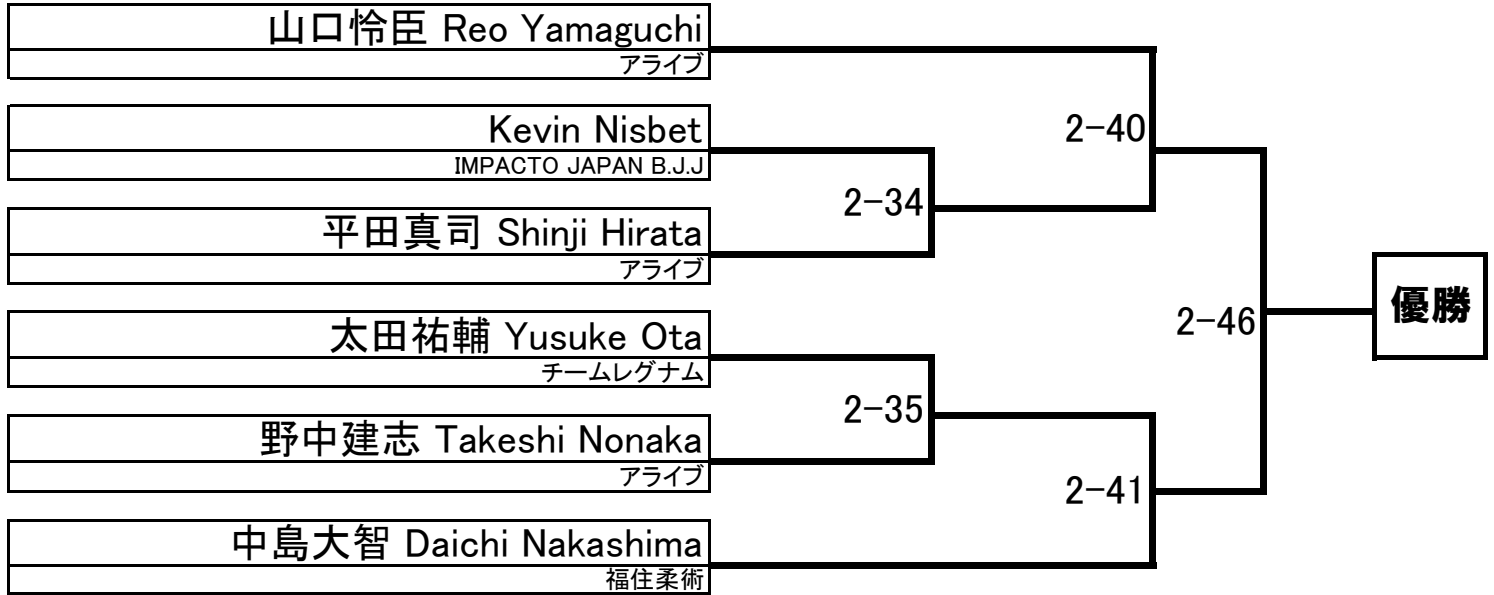 山口怜臣 Reo Yamaguchi
アライブ
Kevin Nisbet
IMPACTO JAPAN B.J.J
平田真司 Shinji Hirata
アライブ
太田祐輔 Yusuke Ota
チームレグナム
野中建志 Takeshi Nonaka
アライブ
中島大智 Daichi Nakashima
福住柔術
2-34
2-35
2-40
2-41
2-46
優勝